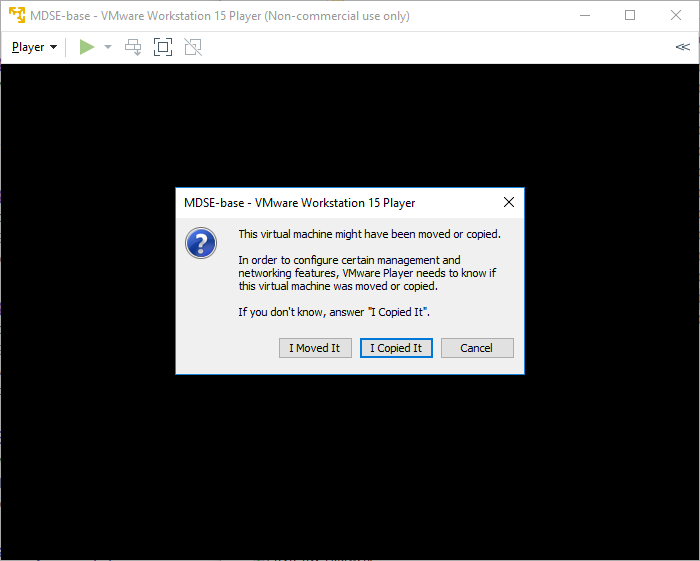 MDSE-base - VMware Workstation 15 Player (Non-commercial use only)
Player
MDSE-base - VMware Workstation 15 Player
This virtual machine might have been moved or copied.
In order to configure certain management and
networking features, VMware Player needs to know if
this virtual machine was moved or copied.
If you don't know, answer "I Copied It".
I Moved It
I Copied It
Cancel